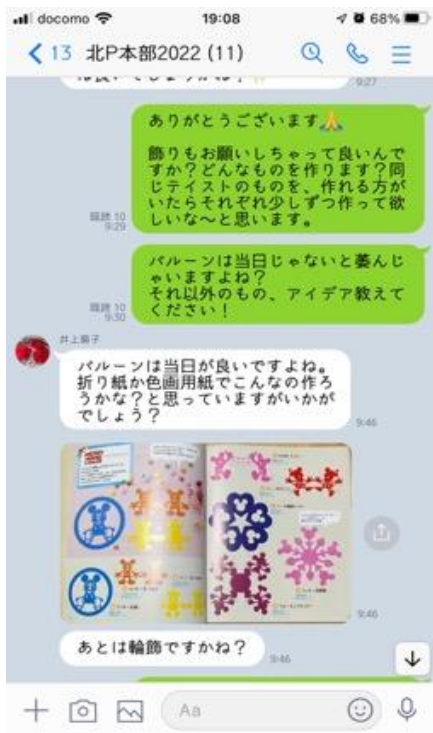 docomo
19:08
68%
13 北P本部2022 (11)
9:27
ありがとうございます🙏
飾りもお願いしちゃって良いんで
すか？どんなものを作ります？同
じテイストのものを、作れる方が
いたらそれぞれ少しずつ作って欲
しいな〜と思います。
既読 10
9:29
バルーンは当日じゃないと萎んじ
ゃいますよね？
それ以外のもの、アイデア教えて
ください！
既読 10
9:30
バルーンは当日が良いですよね。
折り紙か色画用紙でこんなの作ろ
うかな？と思っていますがいかが
でしょう？
9:46
9:46
あとは輪飾ですかね？
9:46
Aa